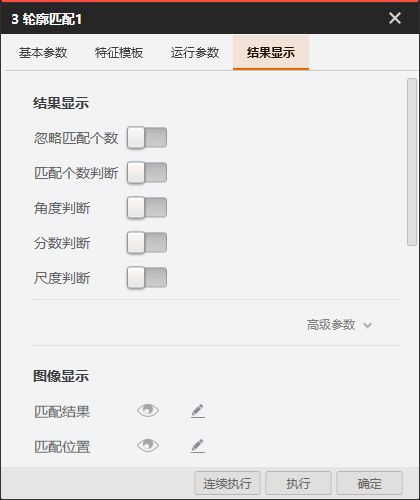 3 轮廓匹配1
基本参数 特征模板 运行参数 结果显示
结果显示
忽略匹配个数
匹配个数判断
角度判断
分数判断
尺度判断
高级参数
图像显示
匹配结果
匹配位置
连续执行 执行 确定